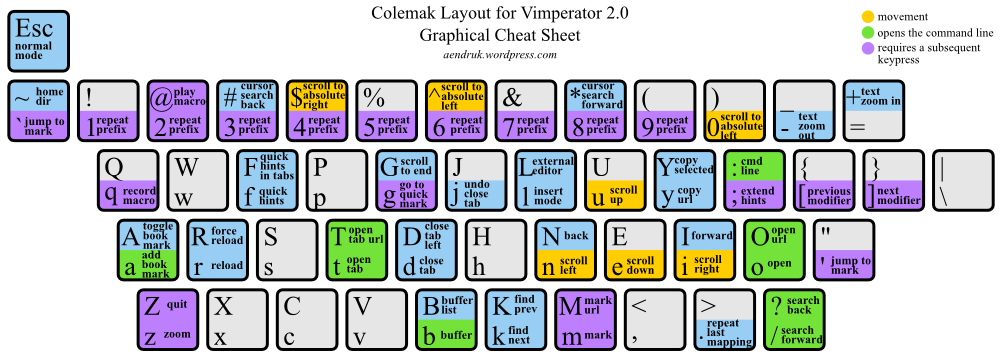 Colemak Layout for Vimperator 2.0
Graphical Cheat Sheet
aendruk.wordpress.com
movement
opens the command line
requires a subsequent
keypress
Esc
normal
mode
~ home
dir
` jump to
mark
!
1 repeat
prefix
@ play
macro
2 repeat
prefix
# cursor
search
back
3 repeat
prefix
$ scroll to
absolute
right
4 repeat
prefix
%
5 repeat
prefix
^ scroll to
absolute
left
6 repeat
prefix
&
7 repeat
prefix
* cursor
search
forward
8 repeat
prefix
(
9 repeat
prefix
)
0 scroll to
absolute
left
_
- text
zoom
out
+ text
zoom in
=
Q
q record
macro
W
w
F quick
hints
in tabs
f quick
hints
P
p
G scroll
to end
g go to
quick
mark
J
j undo
close
tab
L external
editor
l insert
mode
U
u scroll
up
Y copy
selected
y copy
url
: cmd
line
; extend
hints
{
[ previous
modifier
}
] next
modifier
|
\
A toggle
book
mark
a add
book
mark
R force
reload
r reload
S
s
T open
tab url
t open
tab
D close
tab
left
d close
tab
H
h
N back
n scroll
left
E
e scroll
down
I forward
i scroll
right
O open
url
o open
"
' jump to
mark
Z quit
z zoom
X
x
C
c
V
v
B buffer
list
b buffer
K find
prev
k find
next
M mark
url
m mark
<
,
>
. repeat
last
mapping
? search
back
/ search
forward